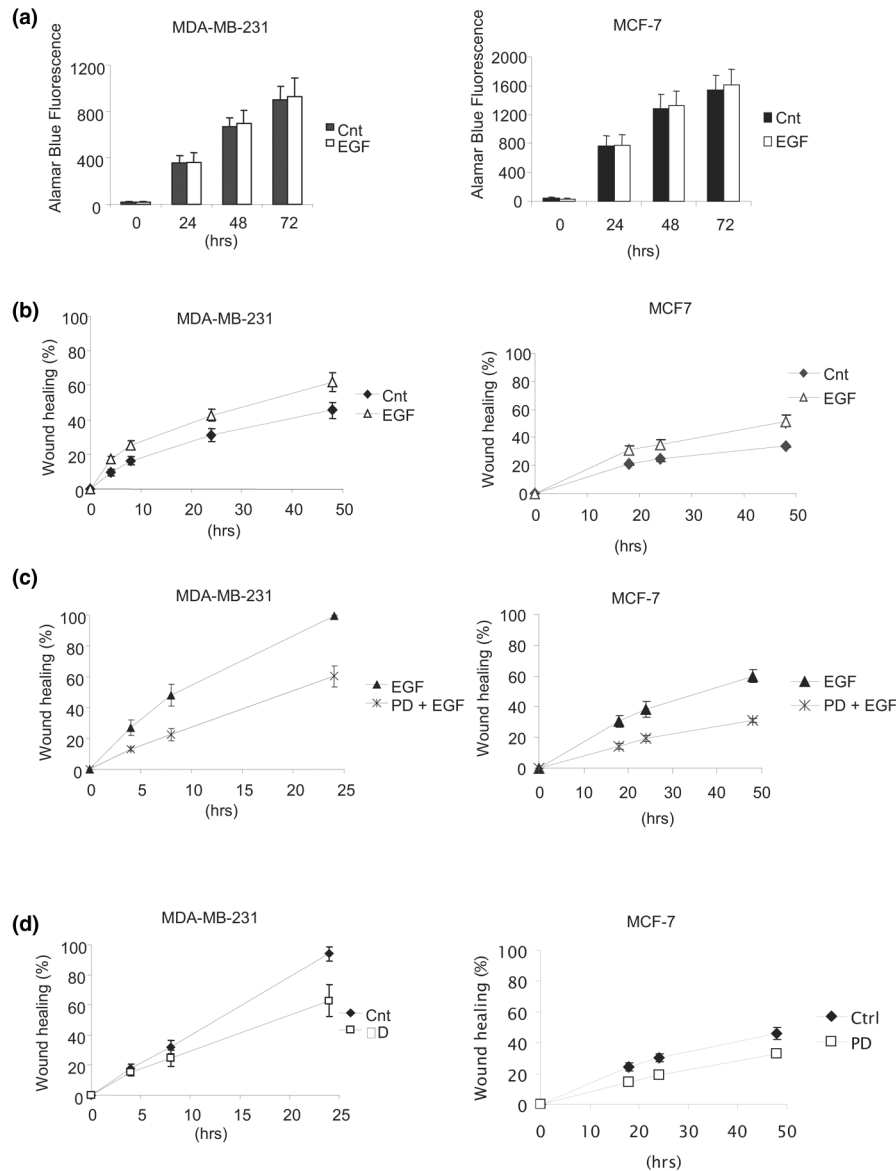 (a)
MDA-MB-231
Alamar Blue Fluorescence
1200
800
400
0
0 24 48 72
(hrs)
Cnt
EGF
MCF-7
Alamar Blue Fluorescence
2000
1600
1200
800
400
0
0 24 48 72
(hrs)
Cnt
EGF
(b)
MDA-MB-231
Wound healing (%)
100
80
60
40
20
0
0 10 20 30 40 50
(hrs)
Cnt
EGF
MCF7
Wound healing (%)
100
80
60
40
20
0
0 10 20 30 40 50
(hrs)
Cnt
EGF
(c)
MDA-MB-231
Wound healing (%)
100
80
60
40
20
0
0 5 10 15 20 25
(hrs)
EGF
PD + EGF
MCF-7
Wound healing (%)
100
80
60
40
20
0
0 10 20 30 40 50
(hrs)
EGF
PD + EGF
(d)
MDA-MB-231
Wound healing (%)
100
80
60
40
20
0
0 5 10 15 20 25
(hrs)
Cnt
□D
MCF-7
Wound healing (%)
100
80
60
40
20
0
0 10 20 30 40 50
(hrs)
Ctrl
PD